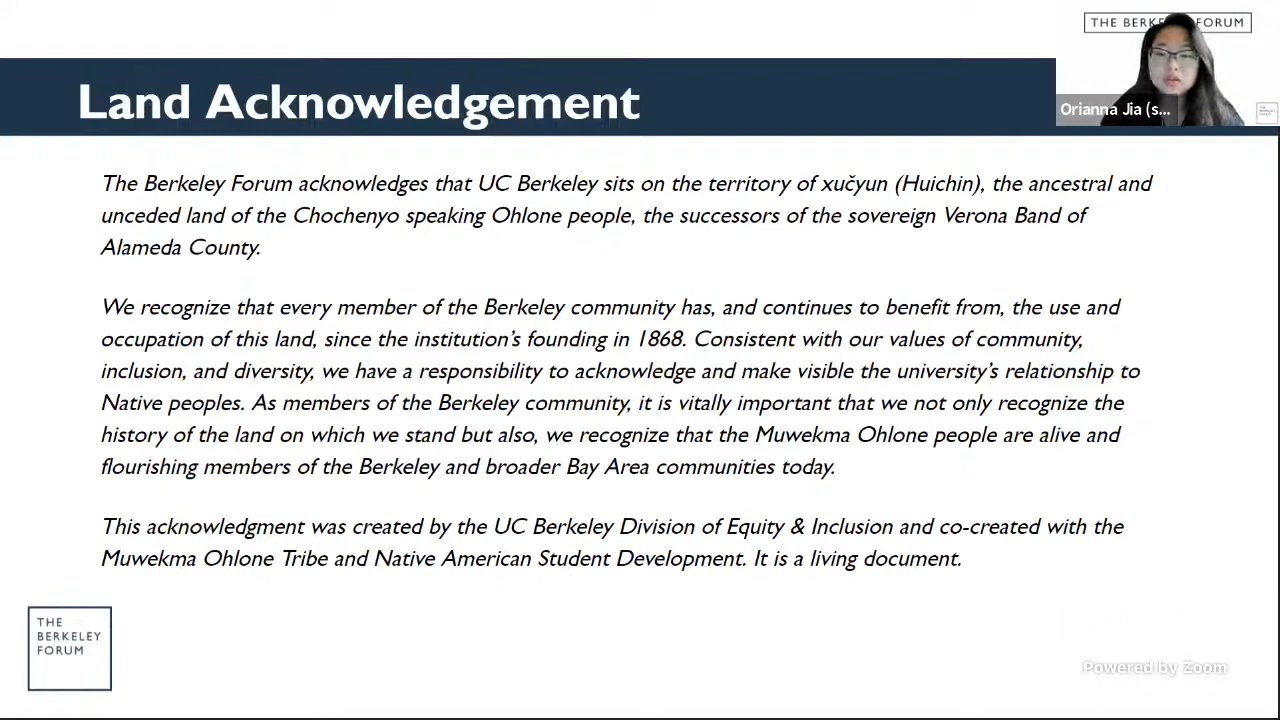 THE BERKELEY FORUM
Land Acknowledgement
Orianna Jia (s...
The Berkeley Forum acknowledges that UC Berkeley sits on the territory of xučyun (Huichin), the ancestral and
unceded land of the Chochenyo speaking Ohlone people, the successors of the sovereign Verona Band of
Alameda County.
We recognize that every member of the Berkeley community has, and continues to benefit from, the use and
occupation of this land, since the institution’s founding in 1868. Consistent with our values of community,
inclusion, and diversity, we have a responsibility to acknowledge and make visible the university’s relationship to
Native peoples. As members of the Berkeley community, it is vitally important that we not only recognize the
history of the land on which we stand but also, we recognize that the Muwekma Ohlone people are alive and
flourishing members of the Berkeley and broader Bay Area communities today.
This acknowledgment was created by the UC Berkeley Division of Equity & Inclusion and co-created with the
Muwekma Ohlone Tribe and Native American Student Development. It is a living document.
THE
BERKELEY
FORUM
Powered by Zoom